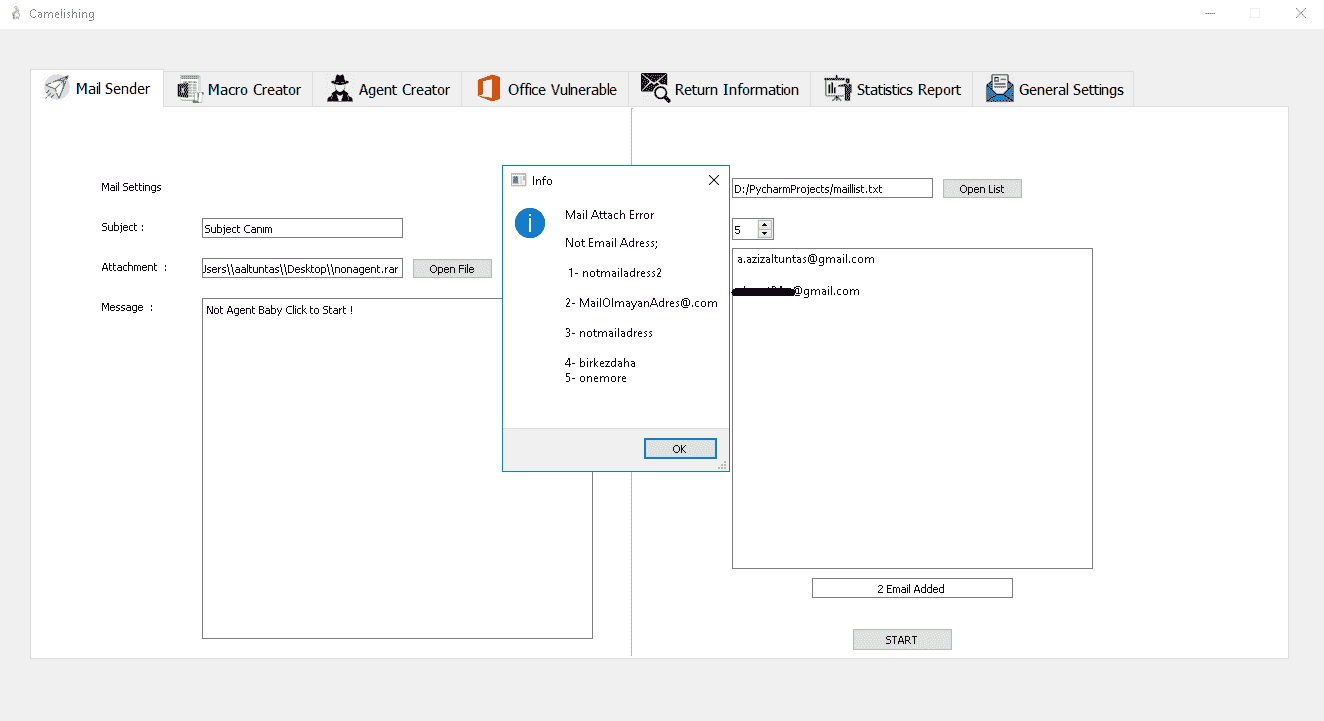 Camelishing
Mail Sender
Macro Creator
Agent Creator
Office Vulnerable
Return Information
Statistics Report
General Settings
Mail Settings
Subject :
Subject Canım
Attachment :
Jsers\\aaltuntas\\Desktop\\nonagent.rar
Open File
Message :
Not Agent Baby Click to Start !
Info
Mail Attach Error
Not Email Adress;
1- notmailadress2
2- MailOlmayanAdres@.com
3- notmailadress
4- birkezdaha
5- onemore
OK
D:/PycharmProjects/maillist.txt
Open List
5
a.azizaltuntas@gmail.com
@gmail.com
2 Email Added
START